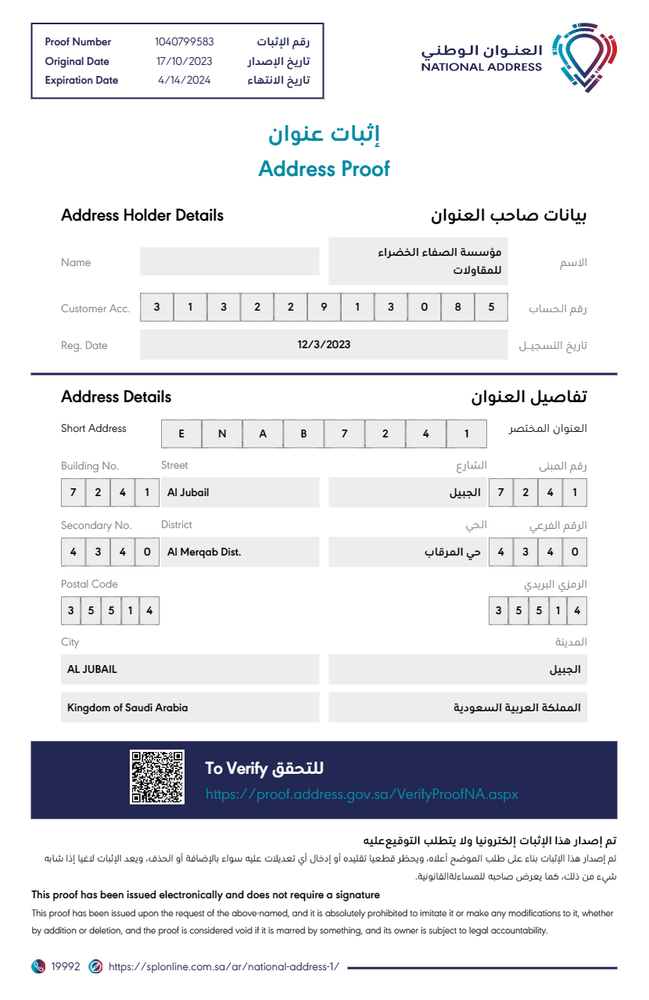 Proof Number 1040799583 رقم الإثبات
Original Date 17/10/2023 تاريخ الإصدار
Expiration Date 4/14/2024 تاريخ الانتهاء
العنـوان الـوطنـي
NATIONAL ADDRESS
إثبات عنوان
Address Proof
Address Holder Details بيانات صاحب العنوان
Name مؤسسة الصفاء الخضراء الاسم
للمقاولات
Customer Acc. 3 1 3 2 2 9 1 3 0 8 5 رقم الحساب
Reg. Date 12/3/2023 تاريخ التسجيـل
Address Details تفاصيل العنوان
Short Address E N A B 7 2 4 1 العنوان المختصر
Building No. Street الشارع رقم المبنى
7 2 4 1 Al Jubail الجبيل 7 2 4 1
Secondary No. District الحي الرقم الفرعي
4 3 4 0 Al Merqab Dist. حي المرقاب 4 3 4 0
Postal Code الرمزي البريدي
3 5 5 1 4 3 5 5 1 4
City المدينة
AL JUBAIL الجبيل
Kingdom of Saudi Arabia المملكة العربية السعودية
To Verify للتحقق
https://proof.address.gov.sa/VerifyProofNA.aspx
تم إصدار هذا الإثبات إلكترونيا ولا يتطلب التوقيععليه
تم إصدار هذا الإثبات بناء على طلب الموضح أعلاه، ويحظر قطعيا تقليده أو إدخال أي تعديلات عليه سواء بالإضافة أو الحذف، ويعد الإثبات لاغيا إذا شابه
شيء من ذلك، كما يعرض صاحبه للمساءلةالقانونية.
This proof has been issued electronically and does not require a signature
This proof has been issued upon the request of the above-named, and it is absolutely prohibited to imitate it or make any modifications to it, whether
by addition or deletion, and the proof is considered void if it is marred by something, and its owner is subject to legal accountability.
19992 https://splonline.com.sa/ar/national-address-1/